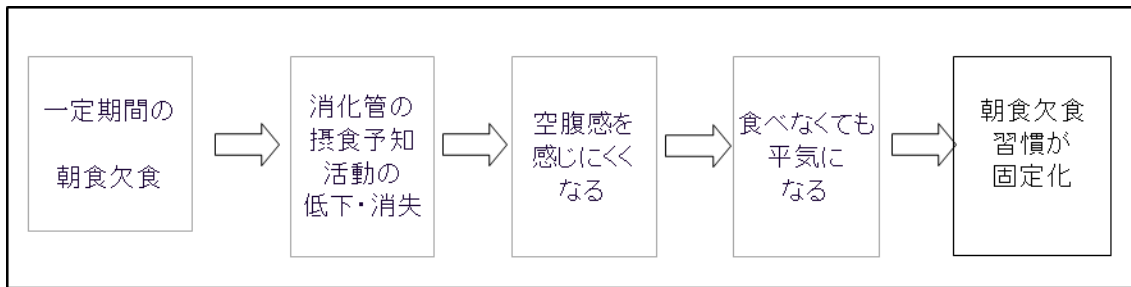 一定期間の
朝食欠食
消化管の
摂食予知
活動の
低下・消失
空腹感を
感じにくく
なる
食べなくても
平気に
なる
朝食欠食
習慣が
固定化